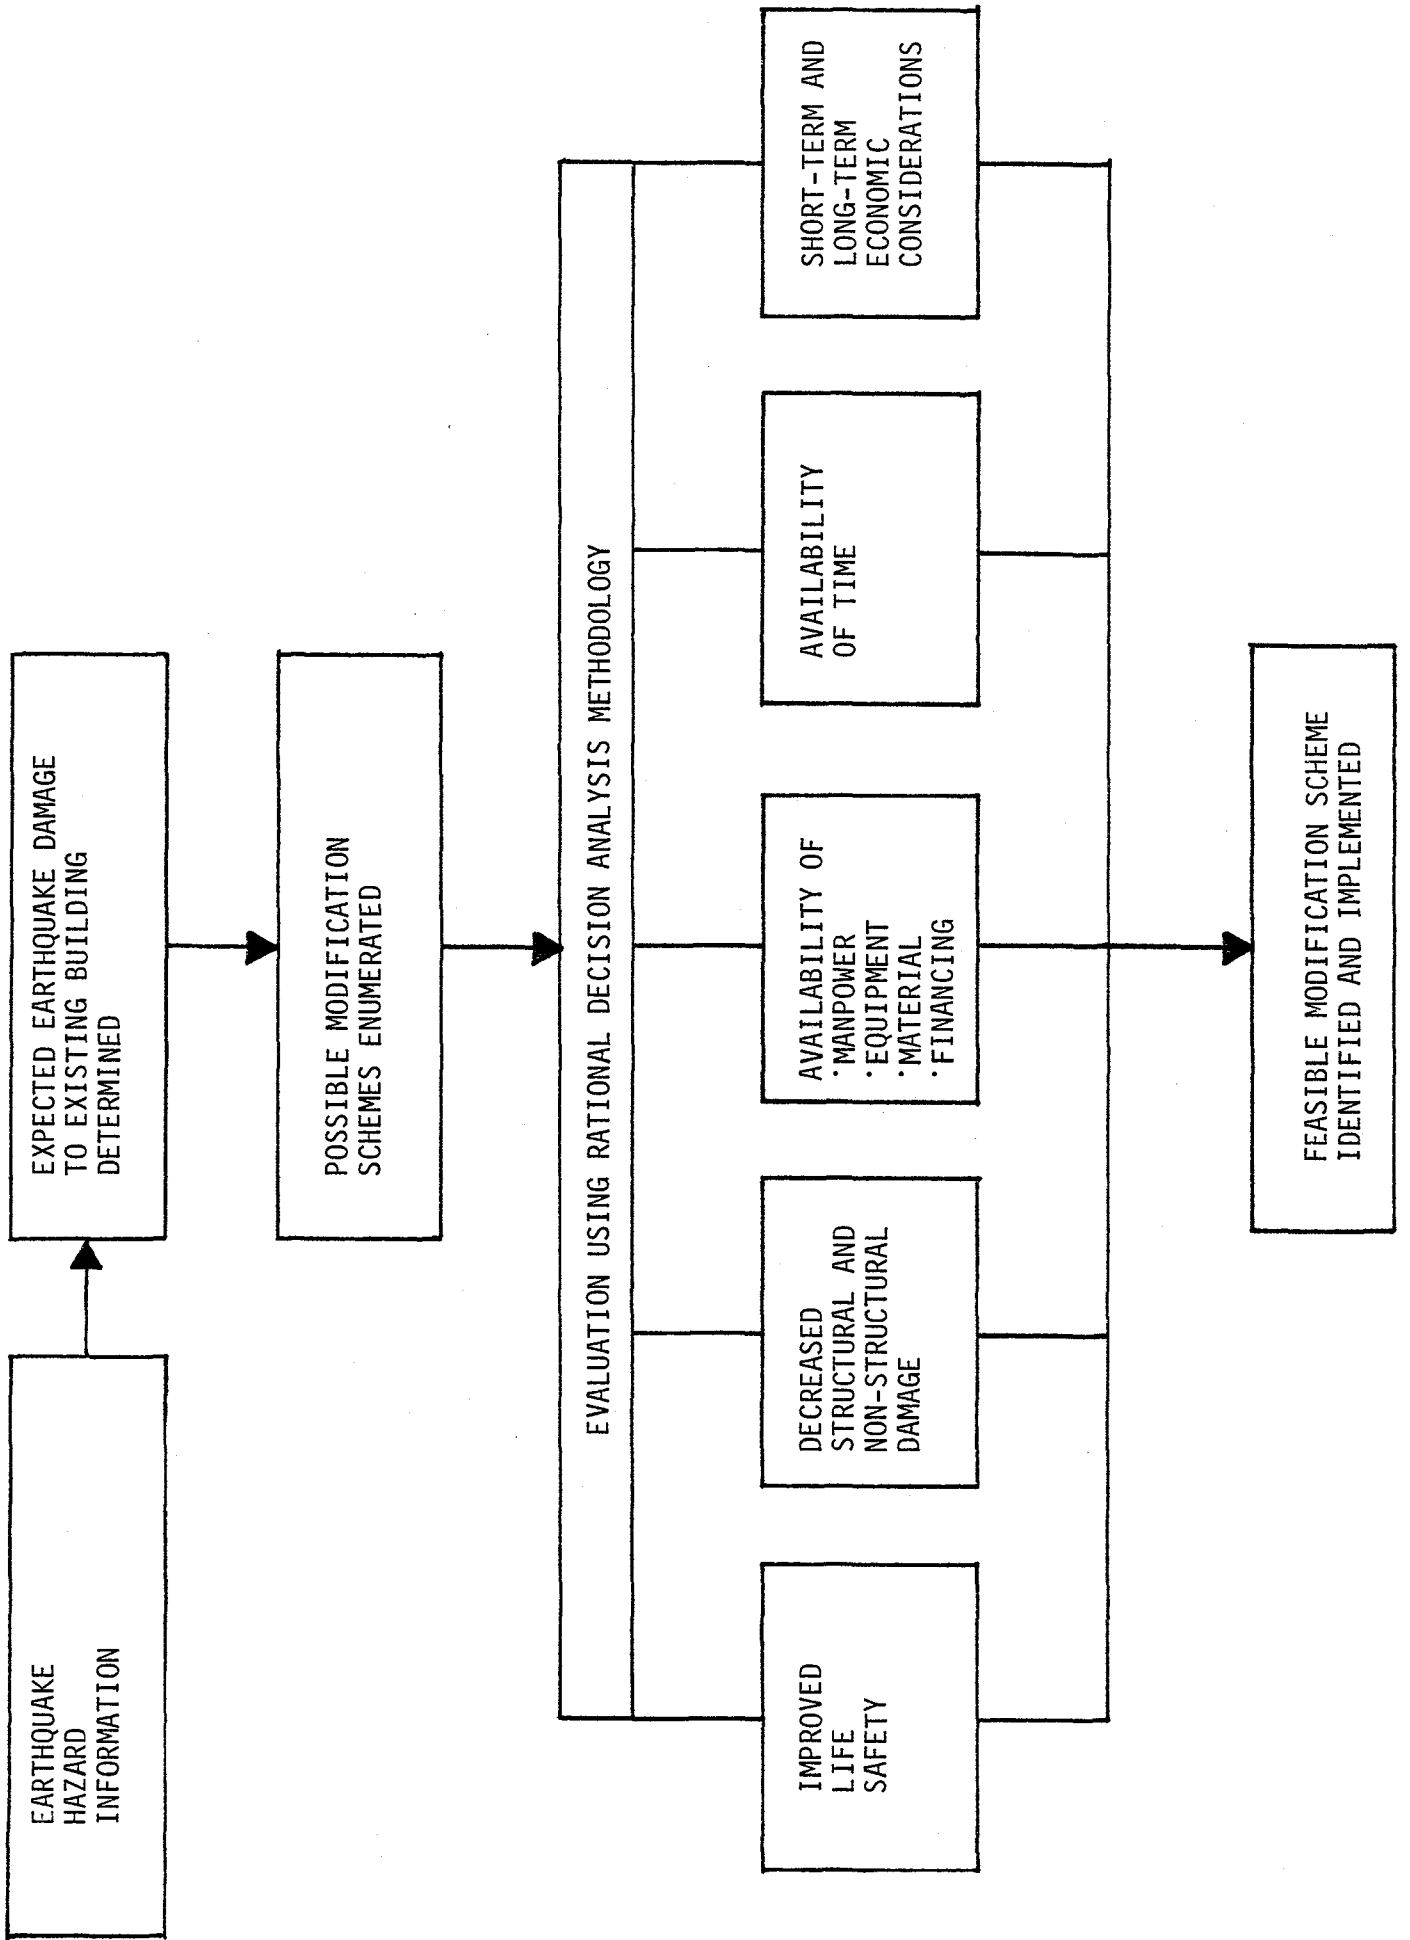 EARTHQUAKE
HAZARD
INFORMATION
EXPECTED EARTHQUAKE DAMAGE
TO EXISTING BUILDING
DETERMINED
POSSIBLE MODIFICATION
SCHEMES ENUMERATED
EVALUATION USING RATIONAL DECISION ANALYSIS METHODOLOGY
IMPROVED
LIFE
SAFETY
DECREASED
STRUCTURAL AND
NON-STRUCTURAL
DAMAGE
AVAILABILITY OF
·MANPOWER
·EQUIPMENT
·MATERIAL
·FINANCING
AVAILABILITY
OF TIME
SHORT-TERM AND
LONG-TERM
ECONOMIC
CONSIDERATIONS
FEASIBLE MODIFICATION SCHEME
IDENTIFIED AND IMPLEMENTED